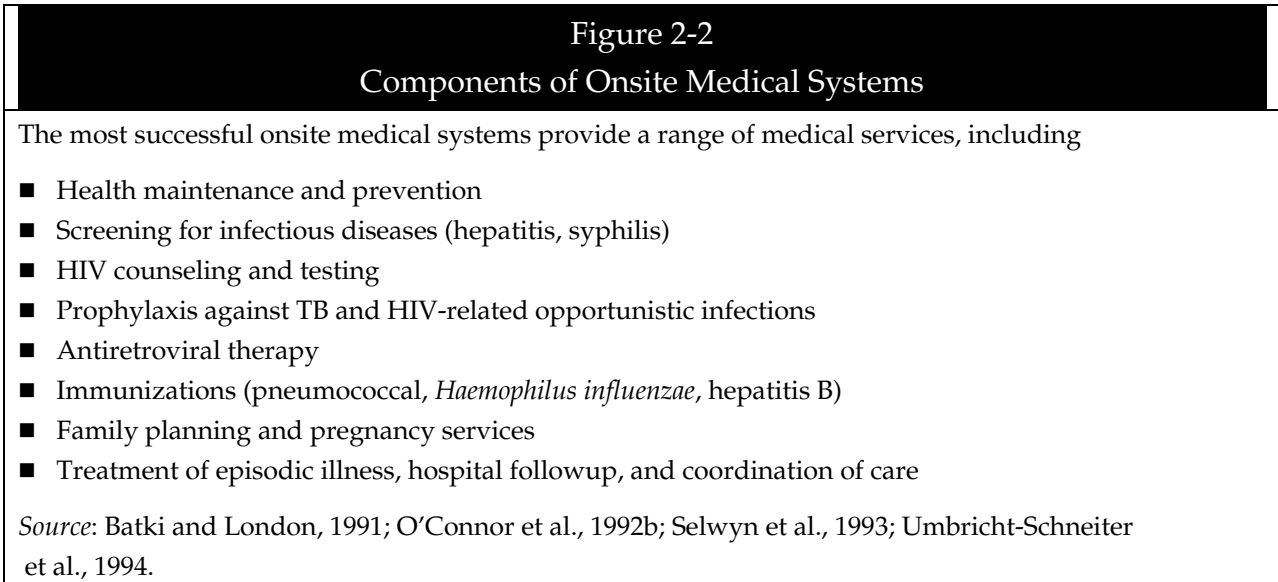 Figure 2-2
Components of Onsite Medical Systems
The most successful onsite medical systems provide a range of medical services, including
■ Health maintenance and prevention
■ Screening for infectious diseases (hepatitis, syphilis)
■ HIV counseling and testing
■ Prophylaxis against TB and HIV-related opportunistic infections
■ Antiretroviral therapy
■ Immunizations (pneumococcal, Haemophilus influenzae, hepatitis B)
■ Family planning and pregnancy services
■ Treatment of episodic illness, hospital followup, and coordination of care
Source: Batki and London, 1991; O’Connor et al., 1992b; Selwyn et al., 1993; Umbricht-Schneiter
et al., 1994.